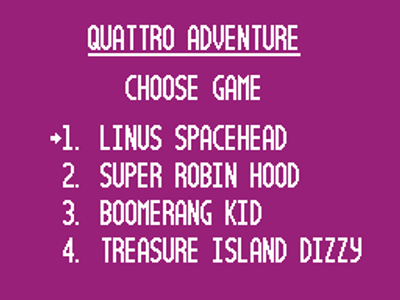 QUATTRO ADVENTURE
CHOOSE GAME
→1. LINUS SPACEHEAD
2. SUPER ROBIN HOOD
3. BOOMERANG KID
4. TREASURE ISLAND DIZZY